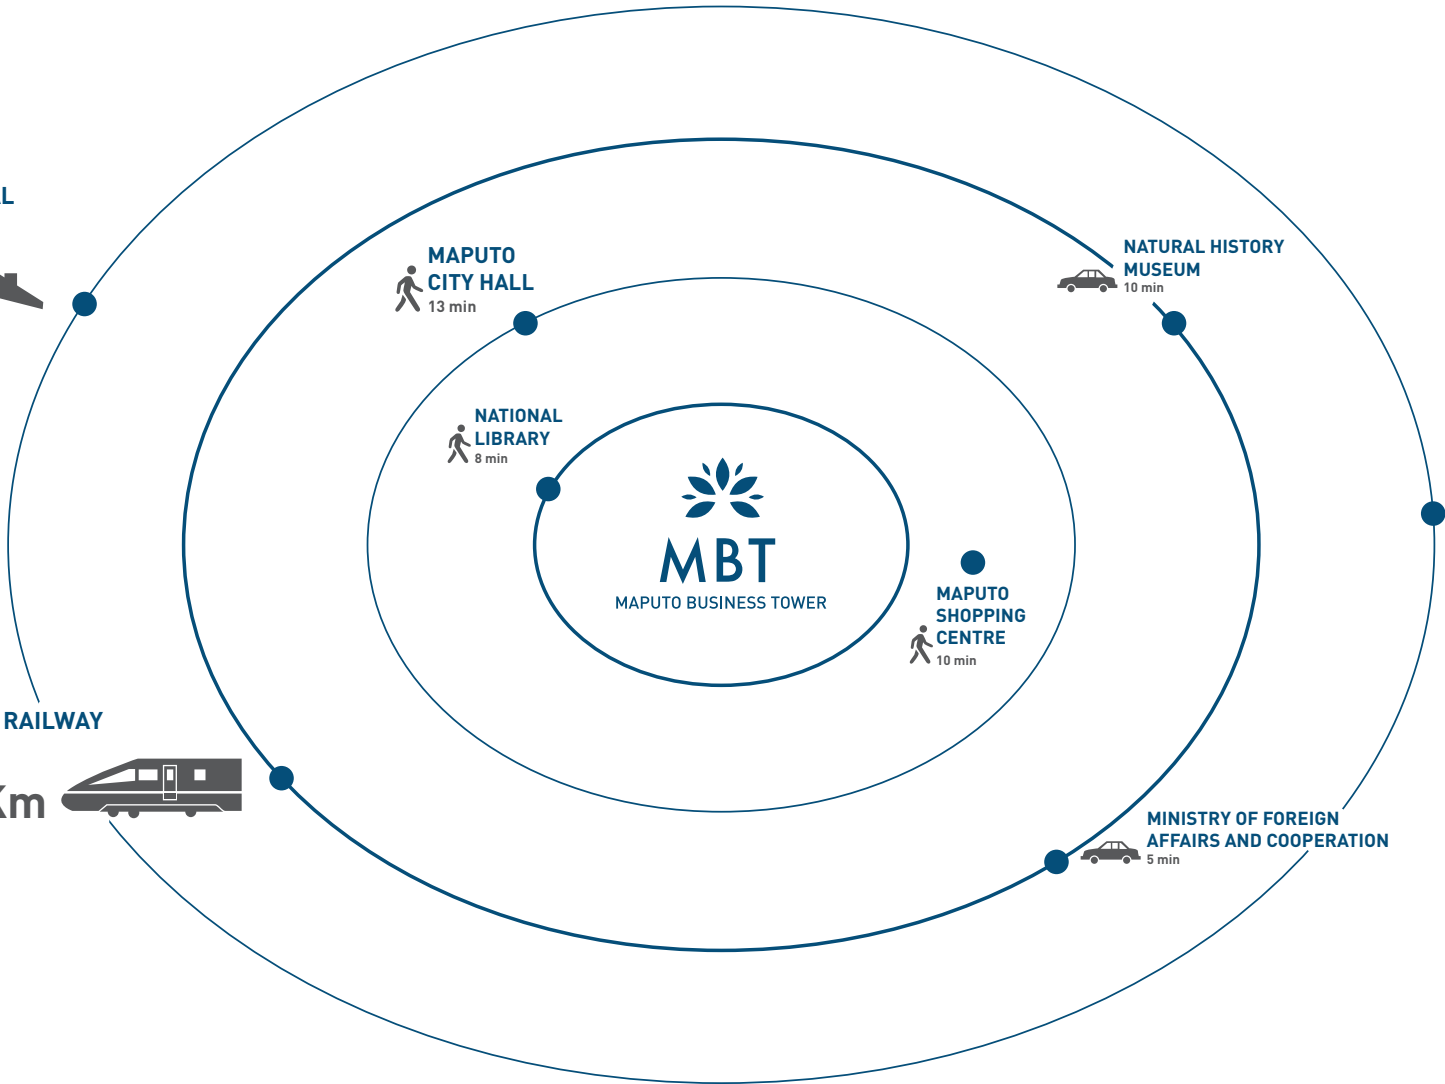 MAPUTO
CITY HALL
13 min
NATURAL HISTORY
MUSEUM
10 min
NATIONAL
LIBRARY
8 min
MBT
MAPUTO BUSINESS TOWER
MAPUTO
SHOPPING
CENTRE
10 min
RAILWAY
Km
MINISTRY OF FOREIGN
AFFAIRS AND COOPERATION
5 min